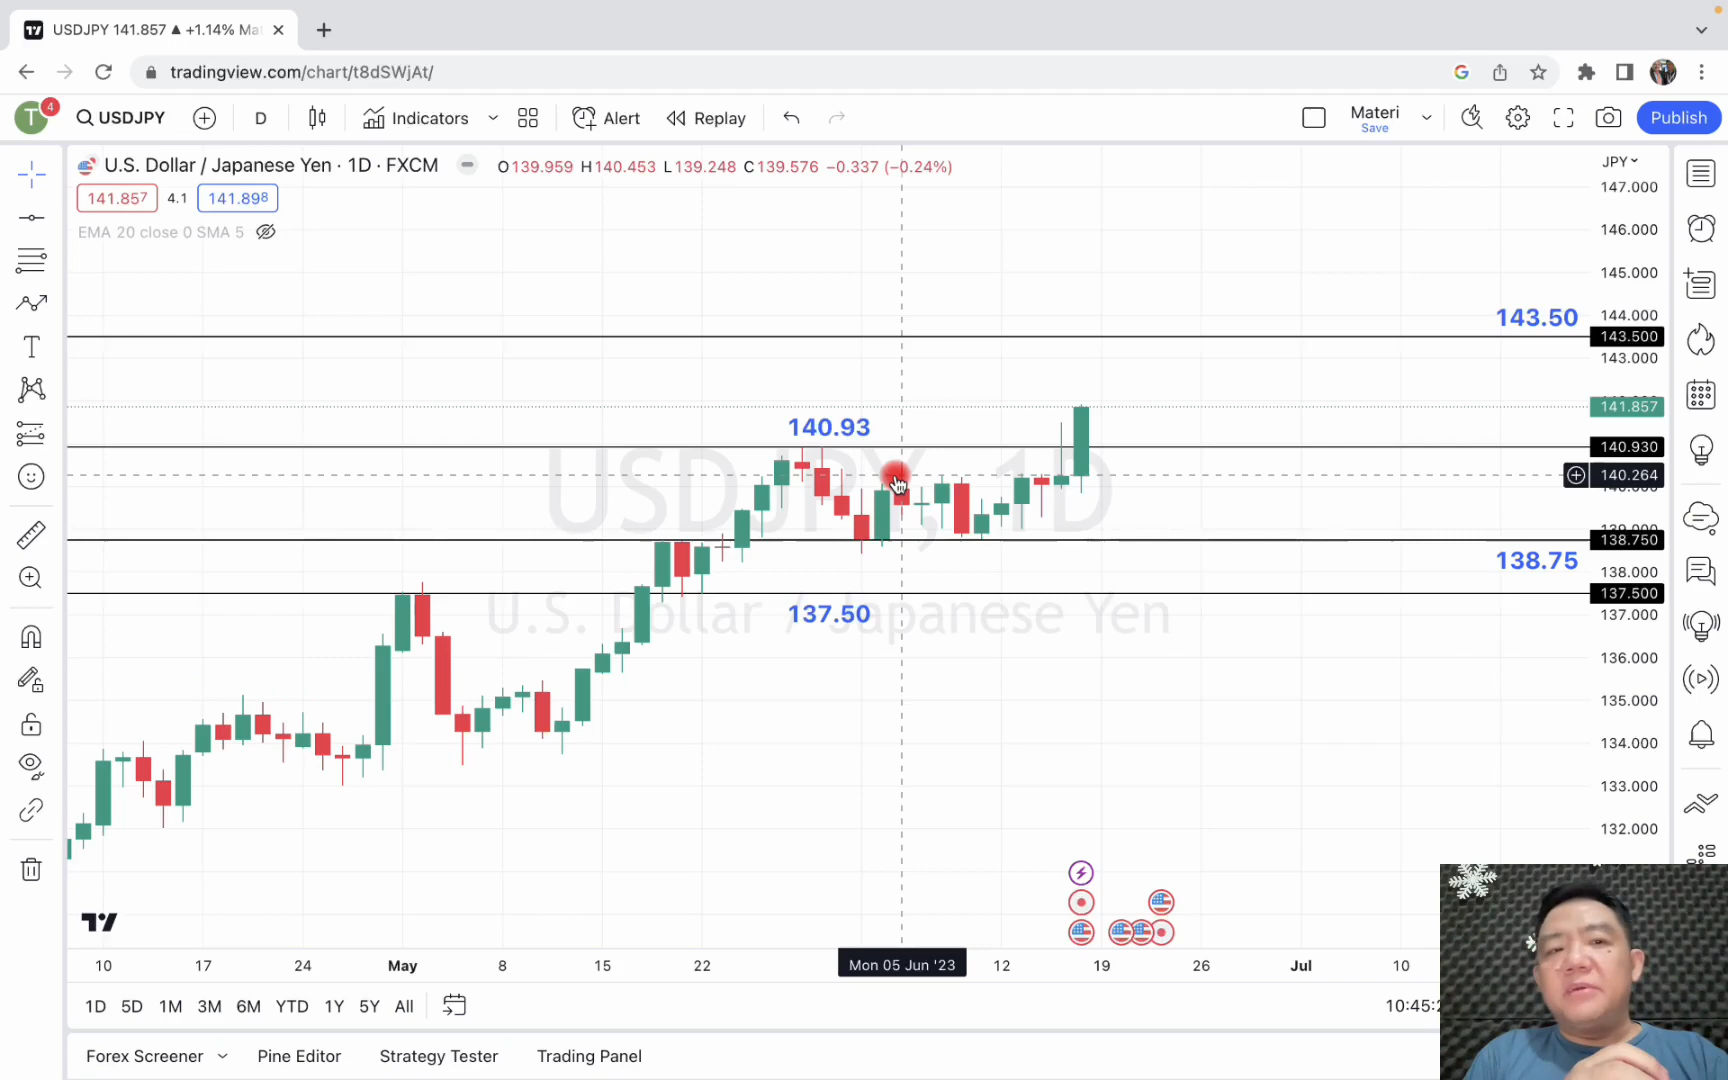 USDJPY 141.857 ▲ +1.14% Ma
tradingview.com/chart/t8dSWjAt/
T 4 USDJPY D Indicators Alert Replay Materi Save Publish
U.S. Dollar / Japanese Yen · 1D · FXCM O139.959 H140.453 L139.248 C139.576 −0.337 (−0.24%) JPY
141.857 4.1 141.898
EMA 20 close 0 SMA 5
147.000
146.000
145.000
144.000
143.50
143.500
143.000
141.857
140.93
140.930
140.264
139.000
138.750
138.75
138.000
137.500
137.50
137.000
136.000
135.000
134.000
133.000
132.000
USDJPY, 1D
U.S. Dollar / Japanese Yen
10 17 24 May 8 15 22 Mon 05 Jun '23 12 19 26 Jul 10
1D 5D 1M 3M 6M YTD 1Y 5Y All 10:45:2
Forex Screener Pine Editor Strategy Tester Trading Panel